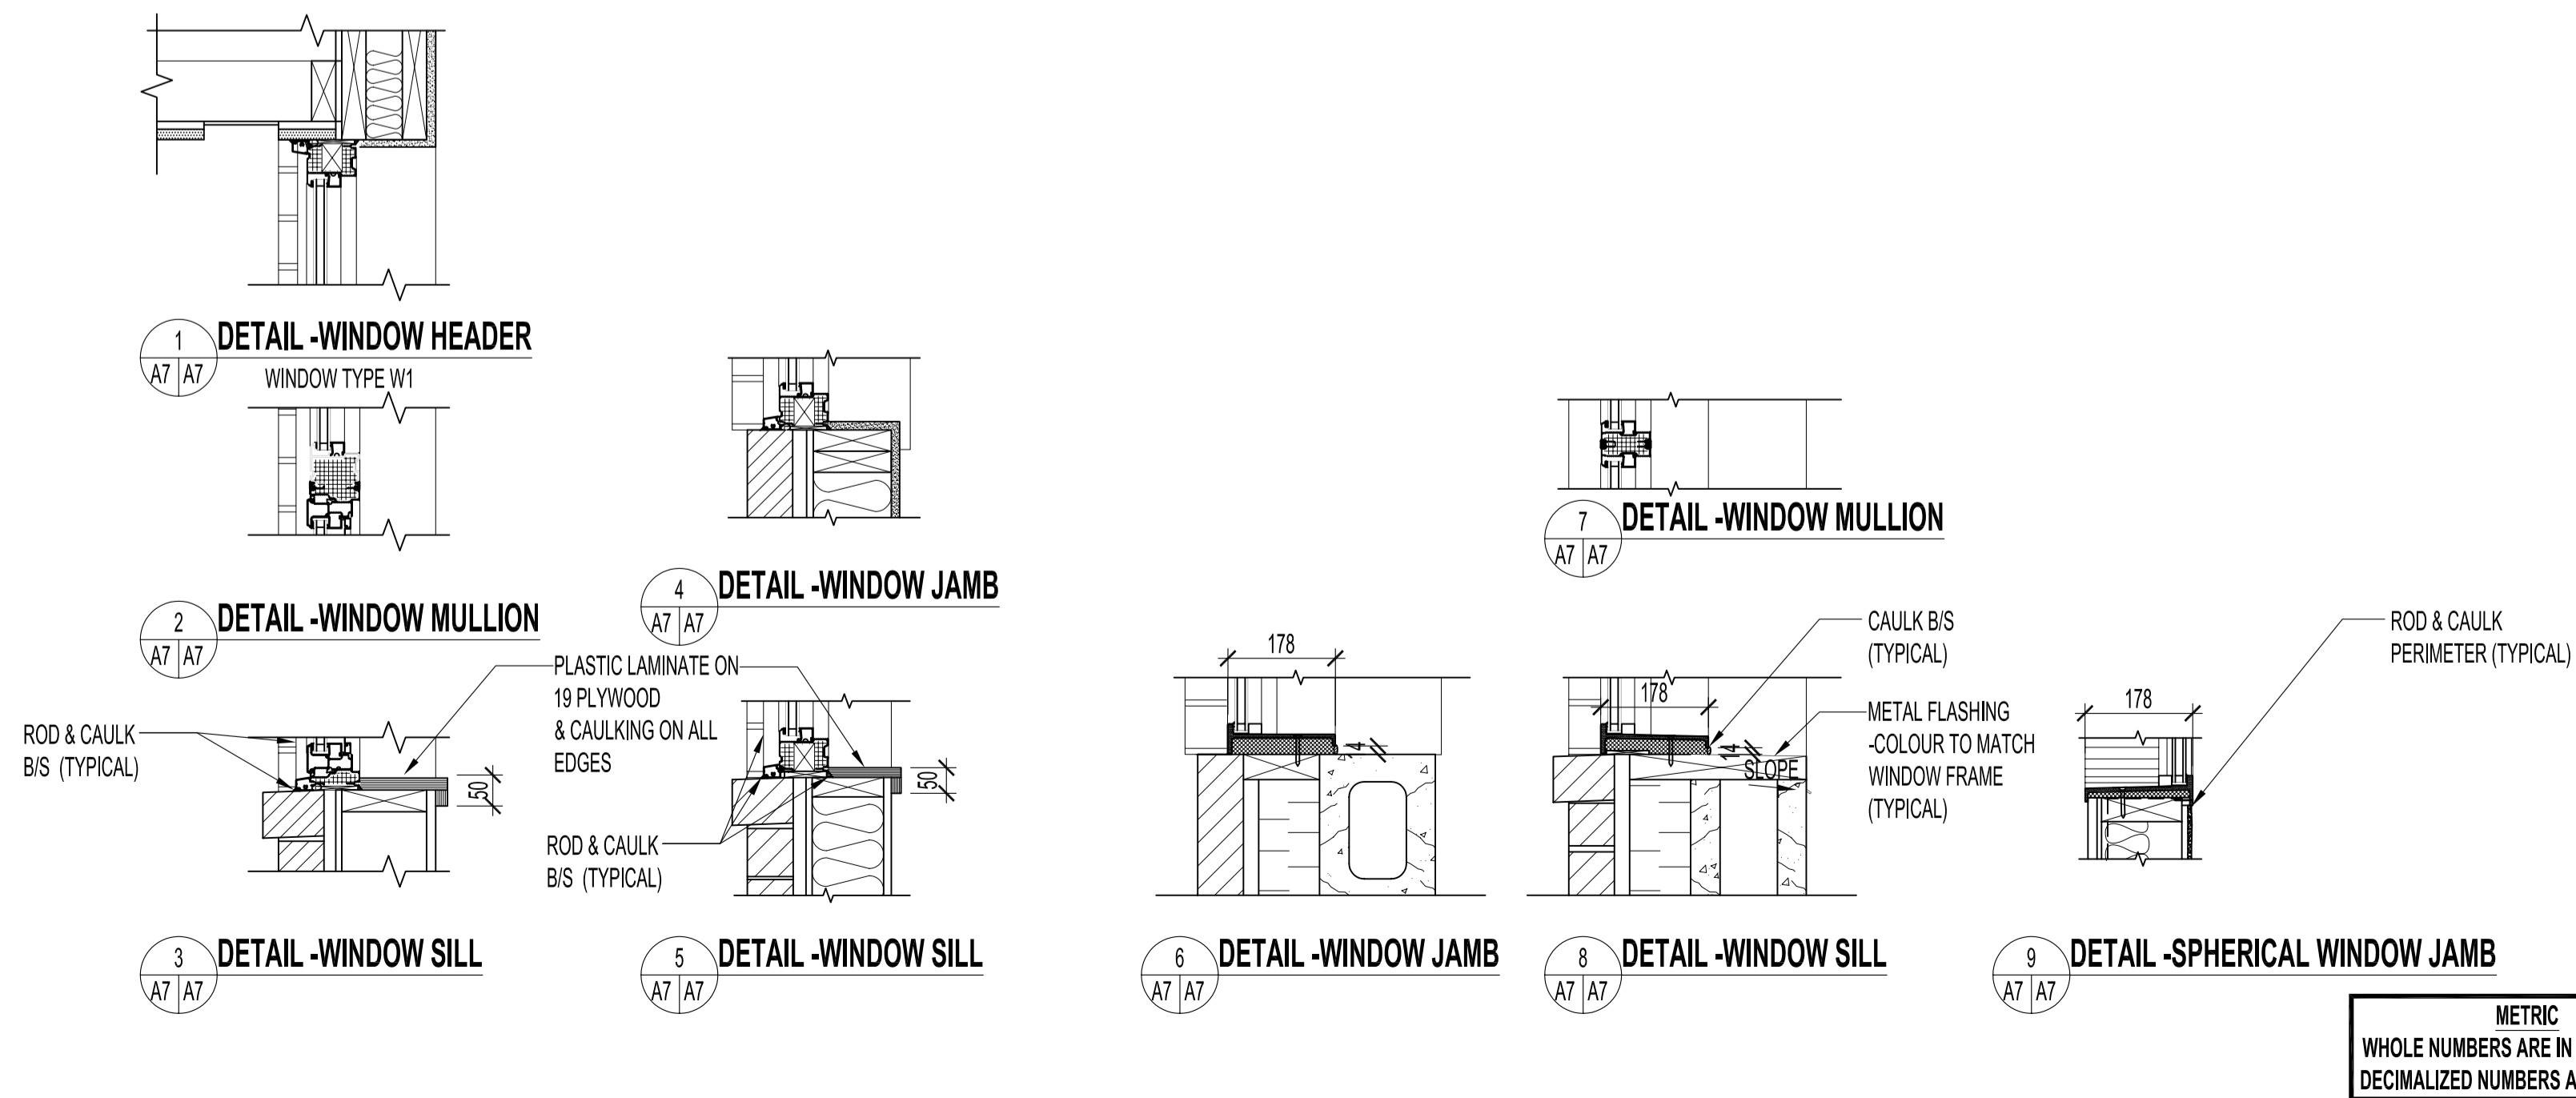 1
A7 A7
DETAIL -WINDOW HEADER
WINDOW TYPE W1
2
A7 A7
DETAIL -WINDOW MULLION
ROD & CAULK
B/S (TYPICAL)
50
3
A7 A7
DETAIL -WINDOW SILL
4
A7 A7
DETAIL -WINDOW JAMB
PLASTIC LAMINATE ON
19 PLYWOOD
& CAULKING ON ALL
EDGES
ROD & CAULK
B/S (TYPICAL)
50
5
A7 A7
DETAIL -WINDOW SILL
178
14
6
A7 A7
DETAIL -WINDOW JAMB
7
A7 A7
DETAIL -WINDOW MULLION
CAULK B/S
(TYPICAL)
178
14
SLOPE
METAL FLASHING
-COLOUR TO MATCH
WINDOW FRAME
(TYPICAL)
8
A7 A7
DETAIL -WINDOW SILL
ROD & CAULK
PERIMETER (TYPICAL)
178
9
A7 A7
DETAIL -SPHERICAL WINDOW JAMB
METRIC
WHOLE NUMBERS ARE IN
DECIMALIZED NUMBERS A